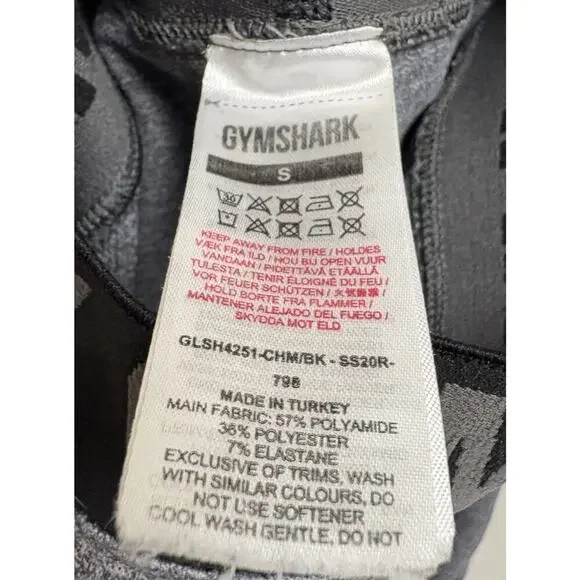 GYMSHARK
S
30
KEEP AWAY FROM FIRE / HOLDES
VÆK FRA ILD / HOU BIJ OPEN VUUR
VANDAAN / PIDETTÄVÄ ETÄÄLLÄ
TULESTA / TENIR ÉLOIGNÉ DU FEU /
VOR FEUER SCHÜTZEN / 火気厳禁 /
HOLD BORTE FRA FLAMMER /
MANTENER ALEJADO DEL FUEGO /
SKYDDA MOT ELD
GLSH4251-CHM/BK - SS20R-
798
MADE IN TURKEY
MAIN FABRIC: 57% POLYAMIDE
36% POLYESTER
7% ELASTANE
EXCLUSIVE OF TRIMS, WASH
WITH SIMILAR COLOURS, DO
NOT USE SOFTENER
COOL WASH GENTLE, DO NOT